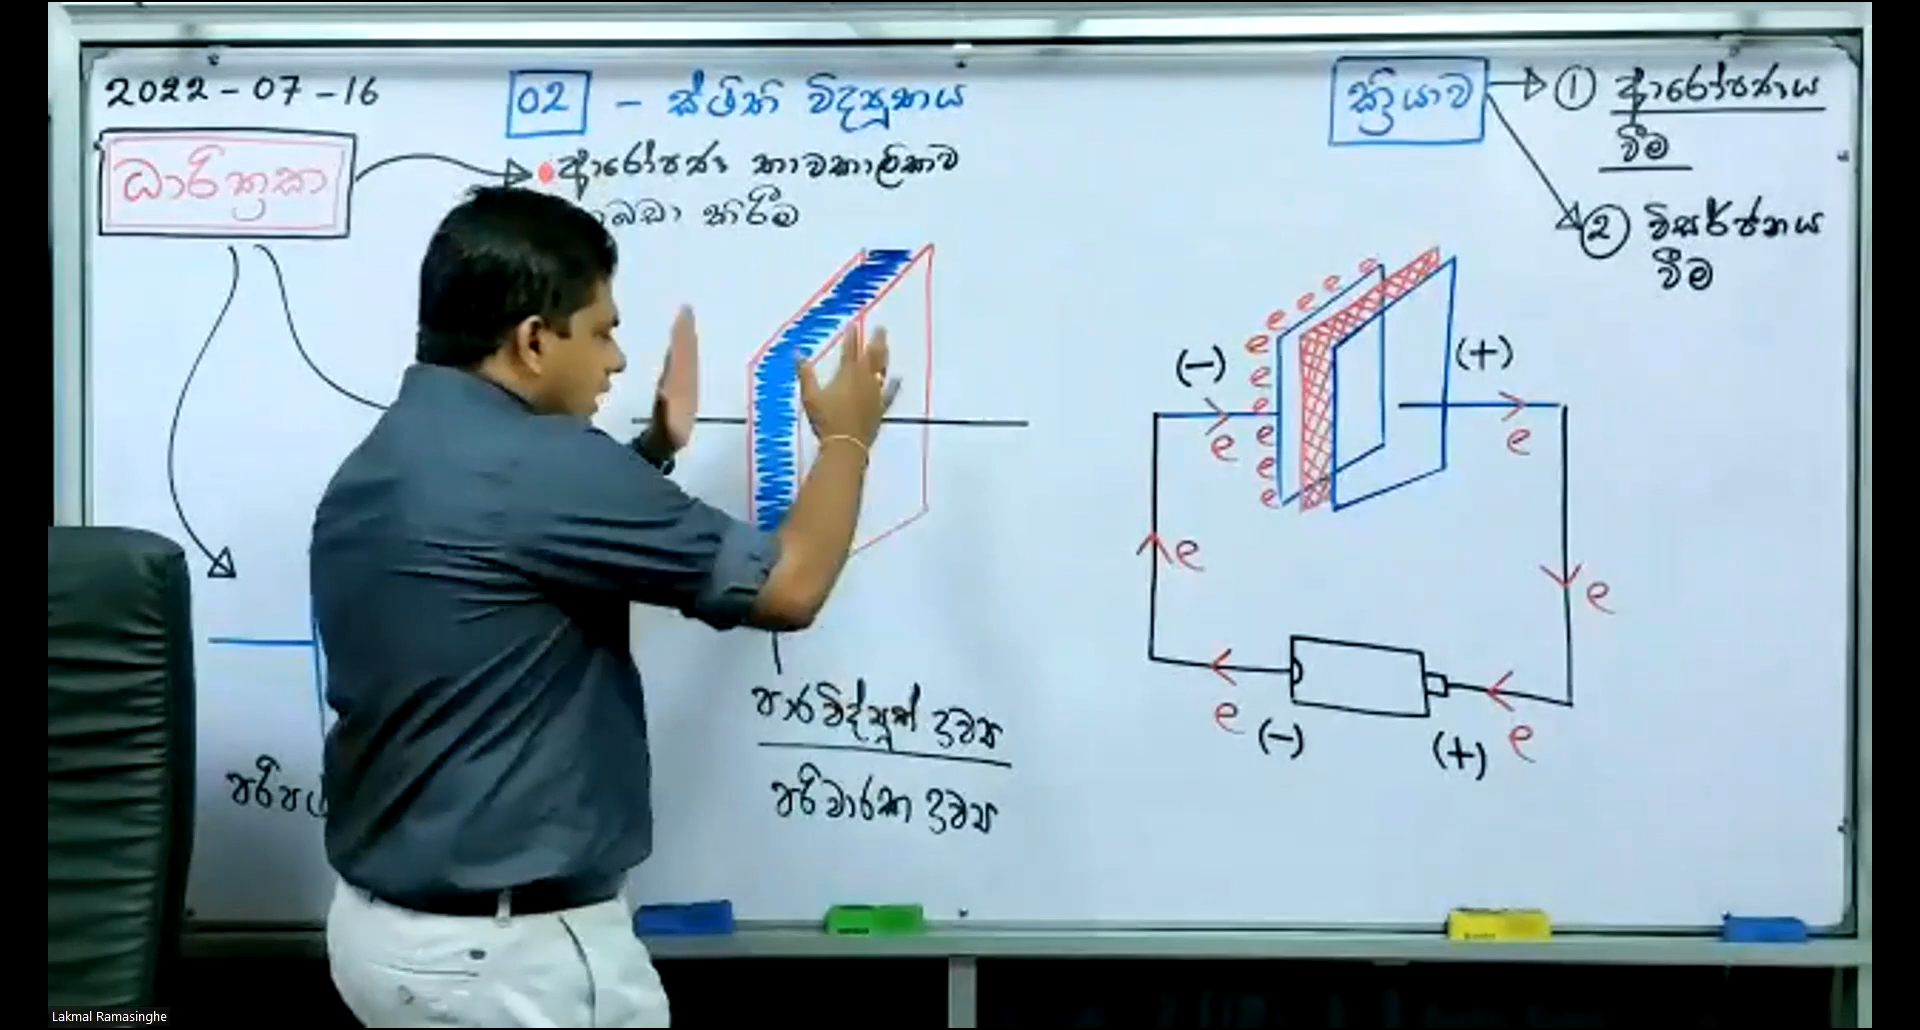 2022-07-16
02 - ස්ථිති විද්‍යුතය
ධාරිත්‍රක
ආරෝපණ තාවකාලිකව
ගබඩා කිරීම
ක්‍රියාව
① ආරෝපණය
වීම
② විසර්ජනය
වීම
e e e e
e
e
e
e
e
e
(-)
(+)
e
e
e
e
e
(-)
(+)
e
පාරවිද්‍යුත් ද්‍රව්‍ය
පරිවාරක ද්‍රව්‍ය
Lakmal Ramasinghe